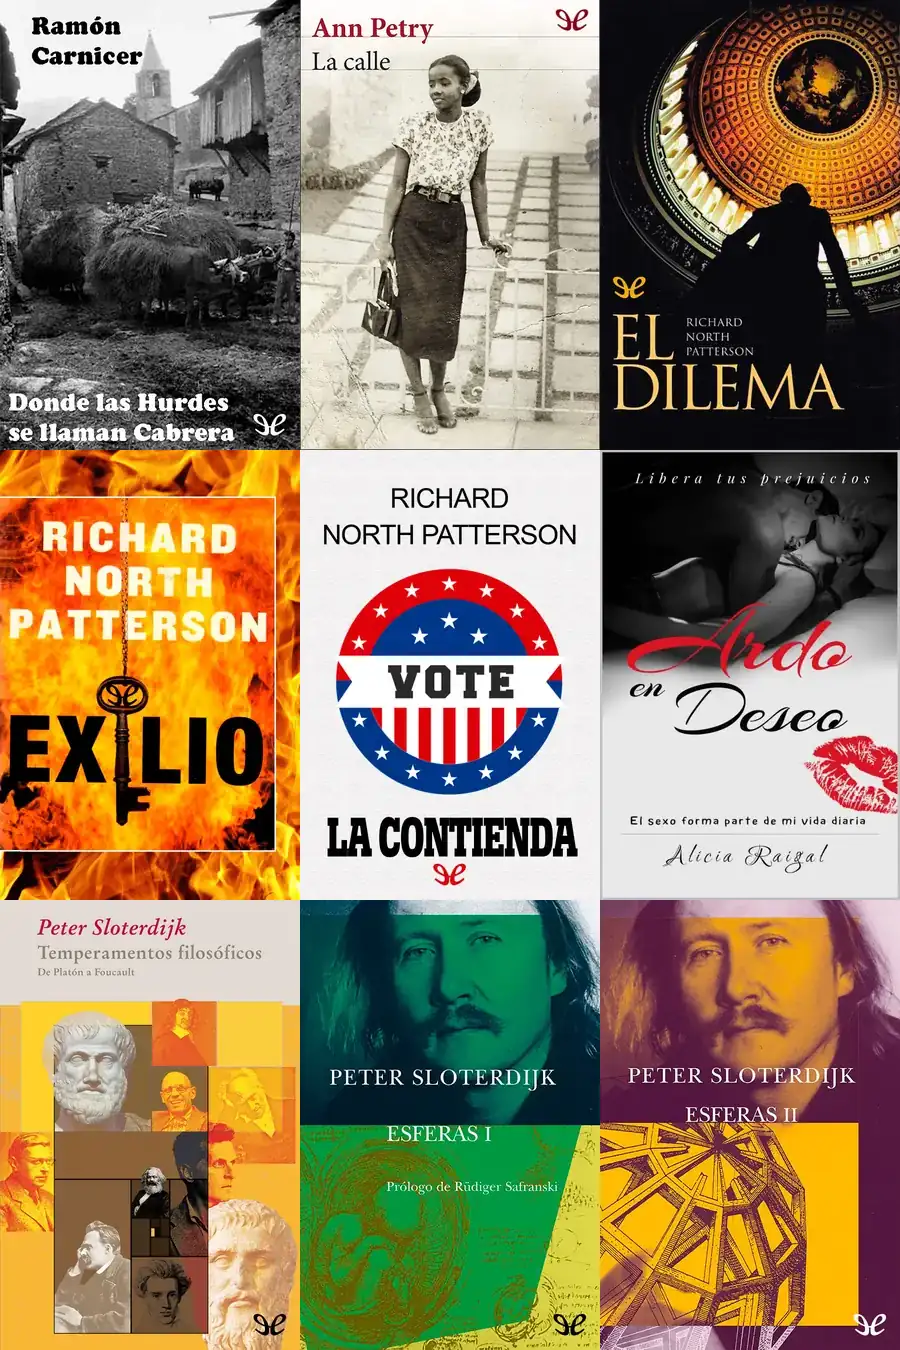 Ramón
Carnicer
Donde las Hurdes
se llaman Cabrera
Ann Petry
La calle
EL
RICHARD
NORTH
PATTERSON
DILEMA
RICHARD
NORTH
PATTERSON
EXILIO
RICHARD
NORTH PATTERSON
VOTE
LA CONTIENDA
Libera tus prejuicios
Ardo
en
Deseo
El sexo forma parte de mi vida diaria
Alicia Raigal
Peter Sloterdijk
Temperamentos filosóficos
De Platón a Foucault
PETER SLOTERDIJK
ESFERAS I
Prólogo de Rüdiger Safranski
PETER SLOTERDIJK
ESFERAS II